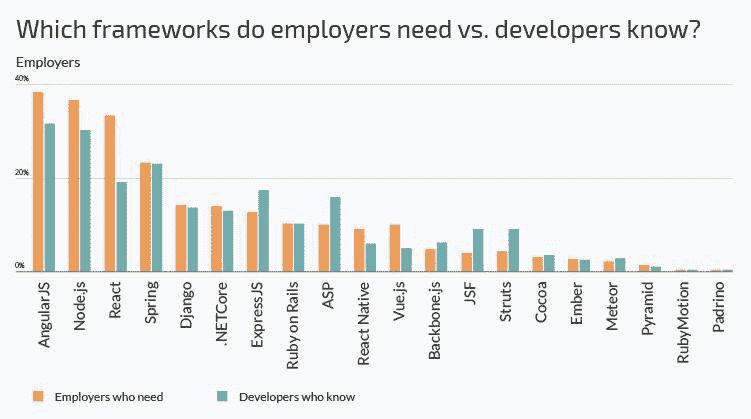 Which frameworks do employers need vs. developers know?
Employers
40%
20%
0%
AngularJS
Node.js
React
Spring
Django
.NETCore
ExpressJS
Ruby on Rails
ASP
React Native
Vue.js
Backbone.js
JSF
Struts
Cocoa
Ember
Meteor
Pyramid
RubyMotion
Padrino
Employers who need
Developers who know